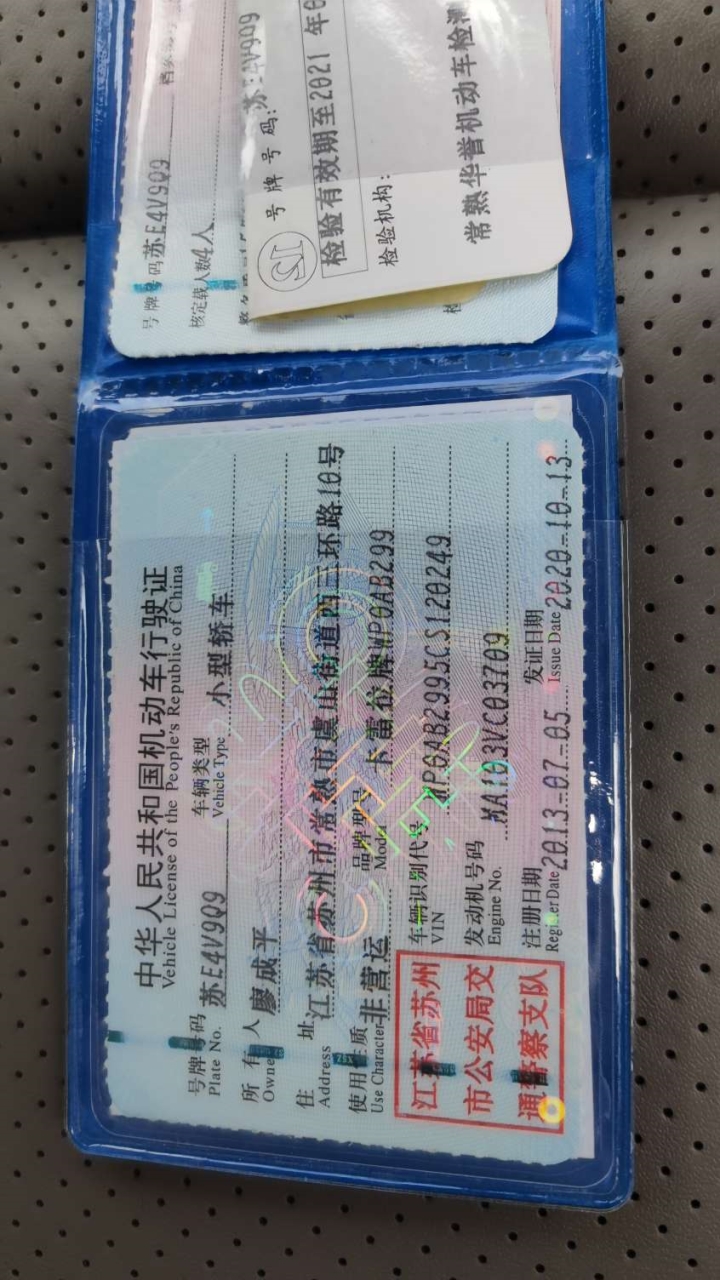 中华人民共和国机动车行驶证
Vehicle License of the People's Republic of China
号牌号码 苏E4V9Q9 车辆类型 小型轿车
Plate No. Vehicle Type
所有人 廖成平
Owner
住址 江苏省苏州市常熟市虞山街道西三环路10号
Address
使用性质 非营运 品牌型号 卡雷拉牌WP0AB299
Use Character Model
江苏省苏州
市公安局交
通警察支队
车辆识别代号 WP0AB2995CS120249
VIN
发动机号码 MA103VC03709
Engine No.
注册日期 2013-07-05 发证日期 2020-10-13
Register Date Issue Date
号牌号码 苏E4V9Q9
核定载人数 4人
号牌号码: 苏E4V9Q9
检验有效期至2021 年
检验机构:
常熟华誉机动车检测